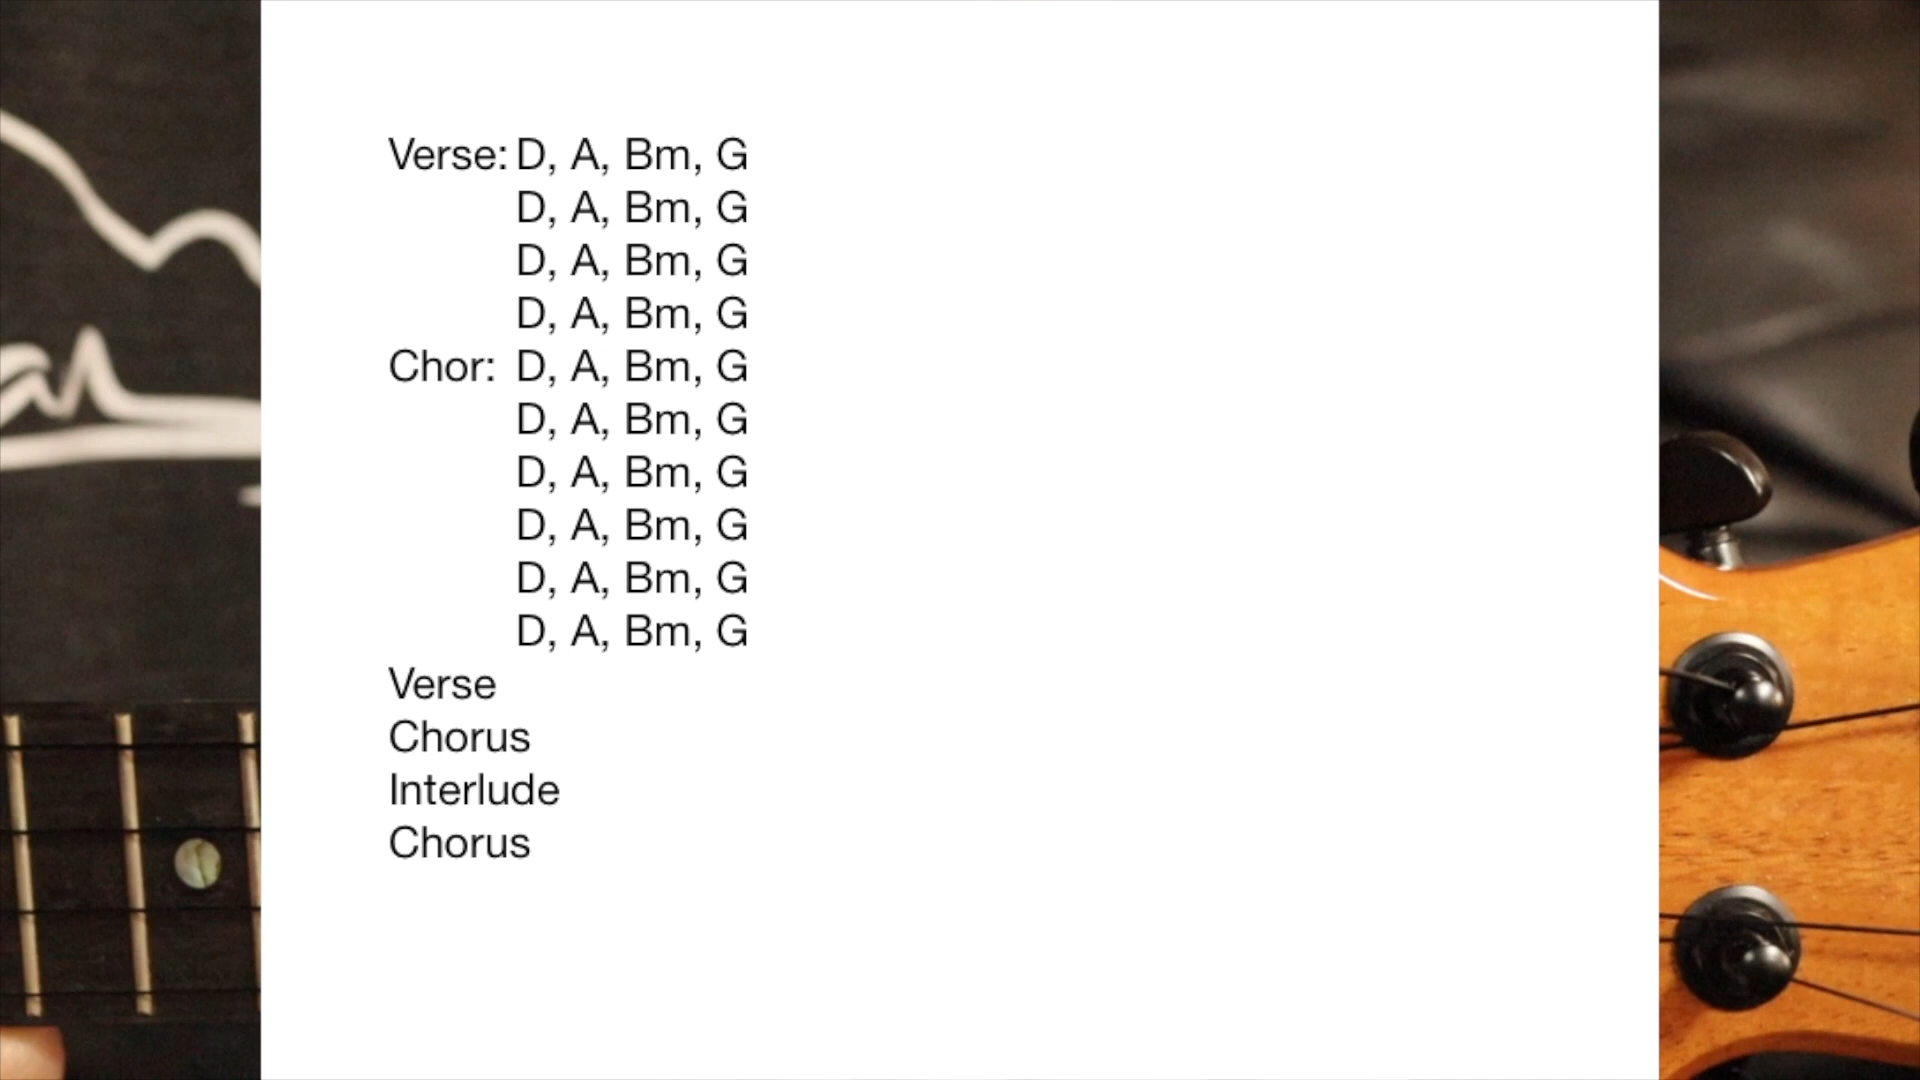 Verse: D, A, Bm, G
D, A, Bm, G
D, A, Bm, G
D, A, Bm, G
Chor: D, A, Bm, G
D, A, Bm, G
D, A, Bm, G
D, A, Bm, G
D, A, Bm, G
D, A, Bm, G
Verse
Chorus
Interlude
Chorus